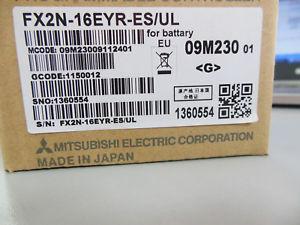 FX2N-16EYR-ES/UL
for battary
MCODE: 09M23009112401
EU
09M230 01
<G>
GCODE:1150012
SNO:1360554
1360554
S/N: FX2N-16EYR-ES/UL
MITSUBISHI ELECTRIC CORPORATION
MADE IN JAPAN